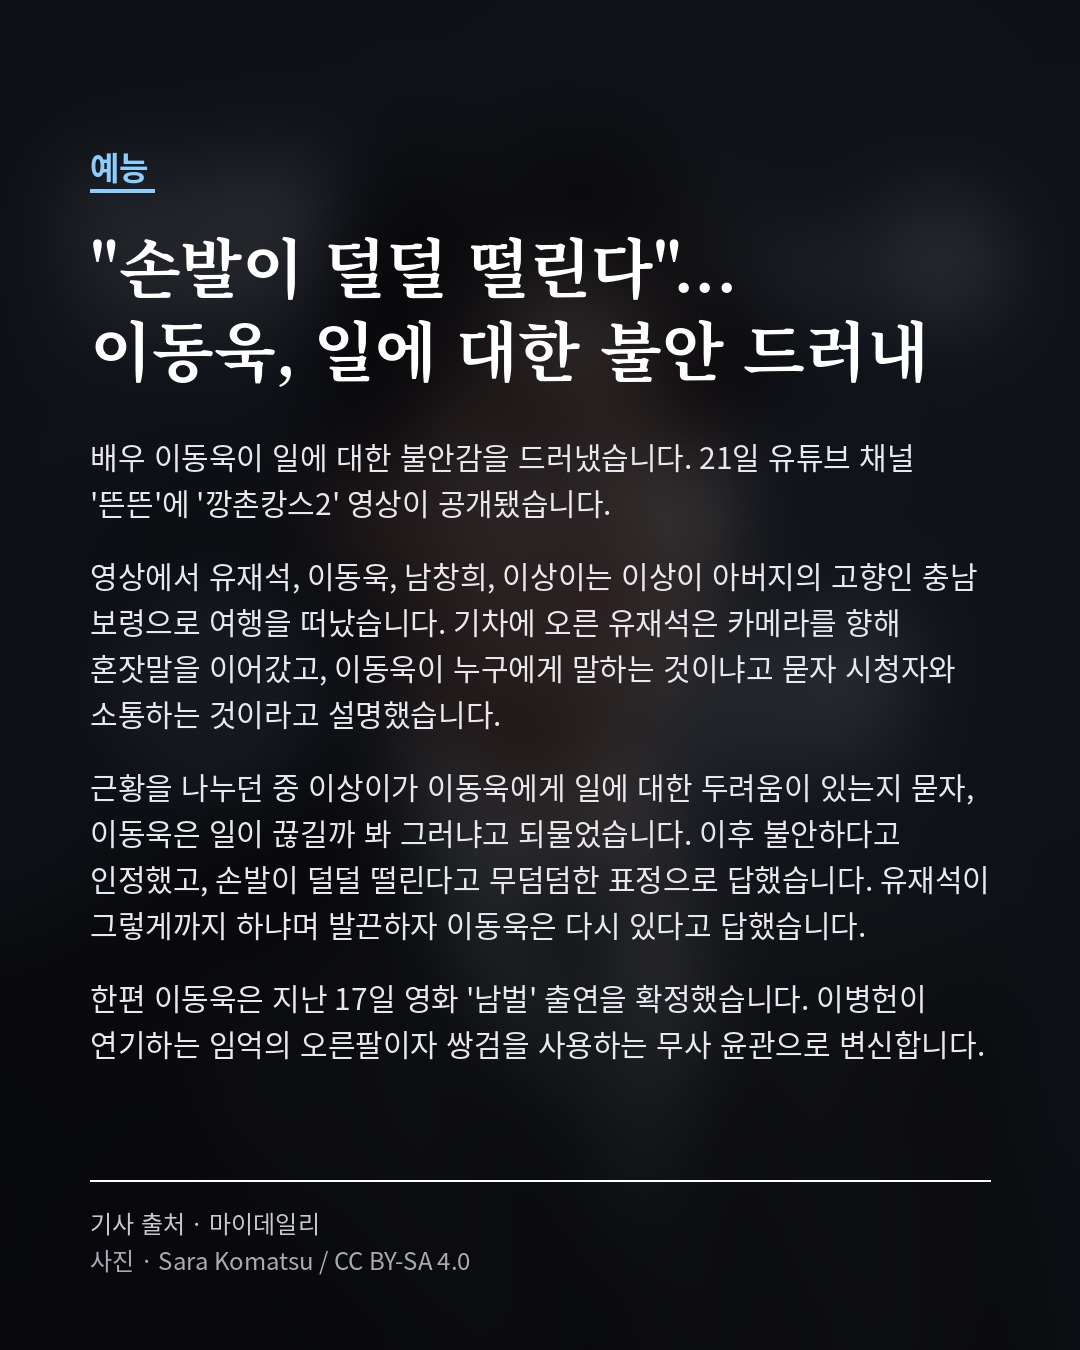 예능
"손발이 덜덜 떨린다"...
이동욱, 일에 대한 불안 드러내
배우 이동욱이 일에 대한 불안감을 드러냈습니다. 21일 유튜브 채널
'뜬뜬'에 '깡촌캉스2' 영상이 공개됐습니다.
영상에서 유재석, 이동욱, 남창희, 이상이는 이상이 아버지의 고향인 충남
보령으로 여행을 떠났습니다. 기차에 오른 유재석은 카메라를 향해
혼잣말을 이어갔고, 이동욱이 누구에게 말하는 것이냐고 묻자 시청자와
소통하는 것이라고 설명했습니다.
근황을 나누던 중 이상이가 이동욱에게 일에 대한 두려움이 있는지 묻자,
이동욱은 일이 끊길까 봐 그러냐고 되물었습니다. 이후 불안하다고
인정했고, 손발이 덜덜 떨린다고 무덤덤한 표정으로 답했습니다. 유재석이
그렇게까지 하냐며 발끈하자 이동욱은 다시 있다고 답했습니다.
한편 이동욱은 지난 17일 영화 '남벌' 출연을 확정했습니다. 이병헌이
연기하는 임억의 오른팔이자 쌍검을 사용하는 무사 윤관으로 변신합니다.
기사 출처 · 마이데일리
사진 · Sara Komatsu / CC BY-SA 4.0